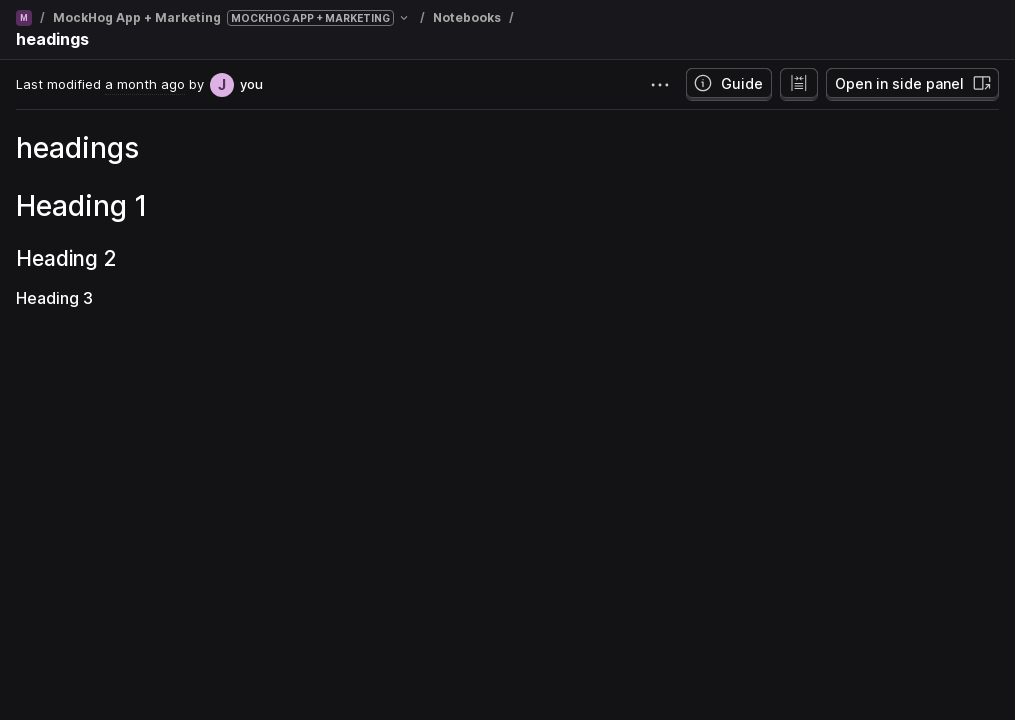 M / MockHog App + Marketing MOCKHOG APP + MARKETING / Notebooks /
headings
Last modified a month ago by J you
Guide
Open in side panel
headings
Heading 1
Heading 2
Heading 3